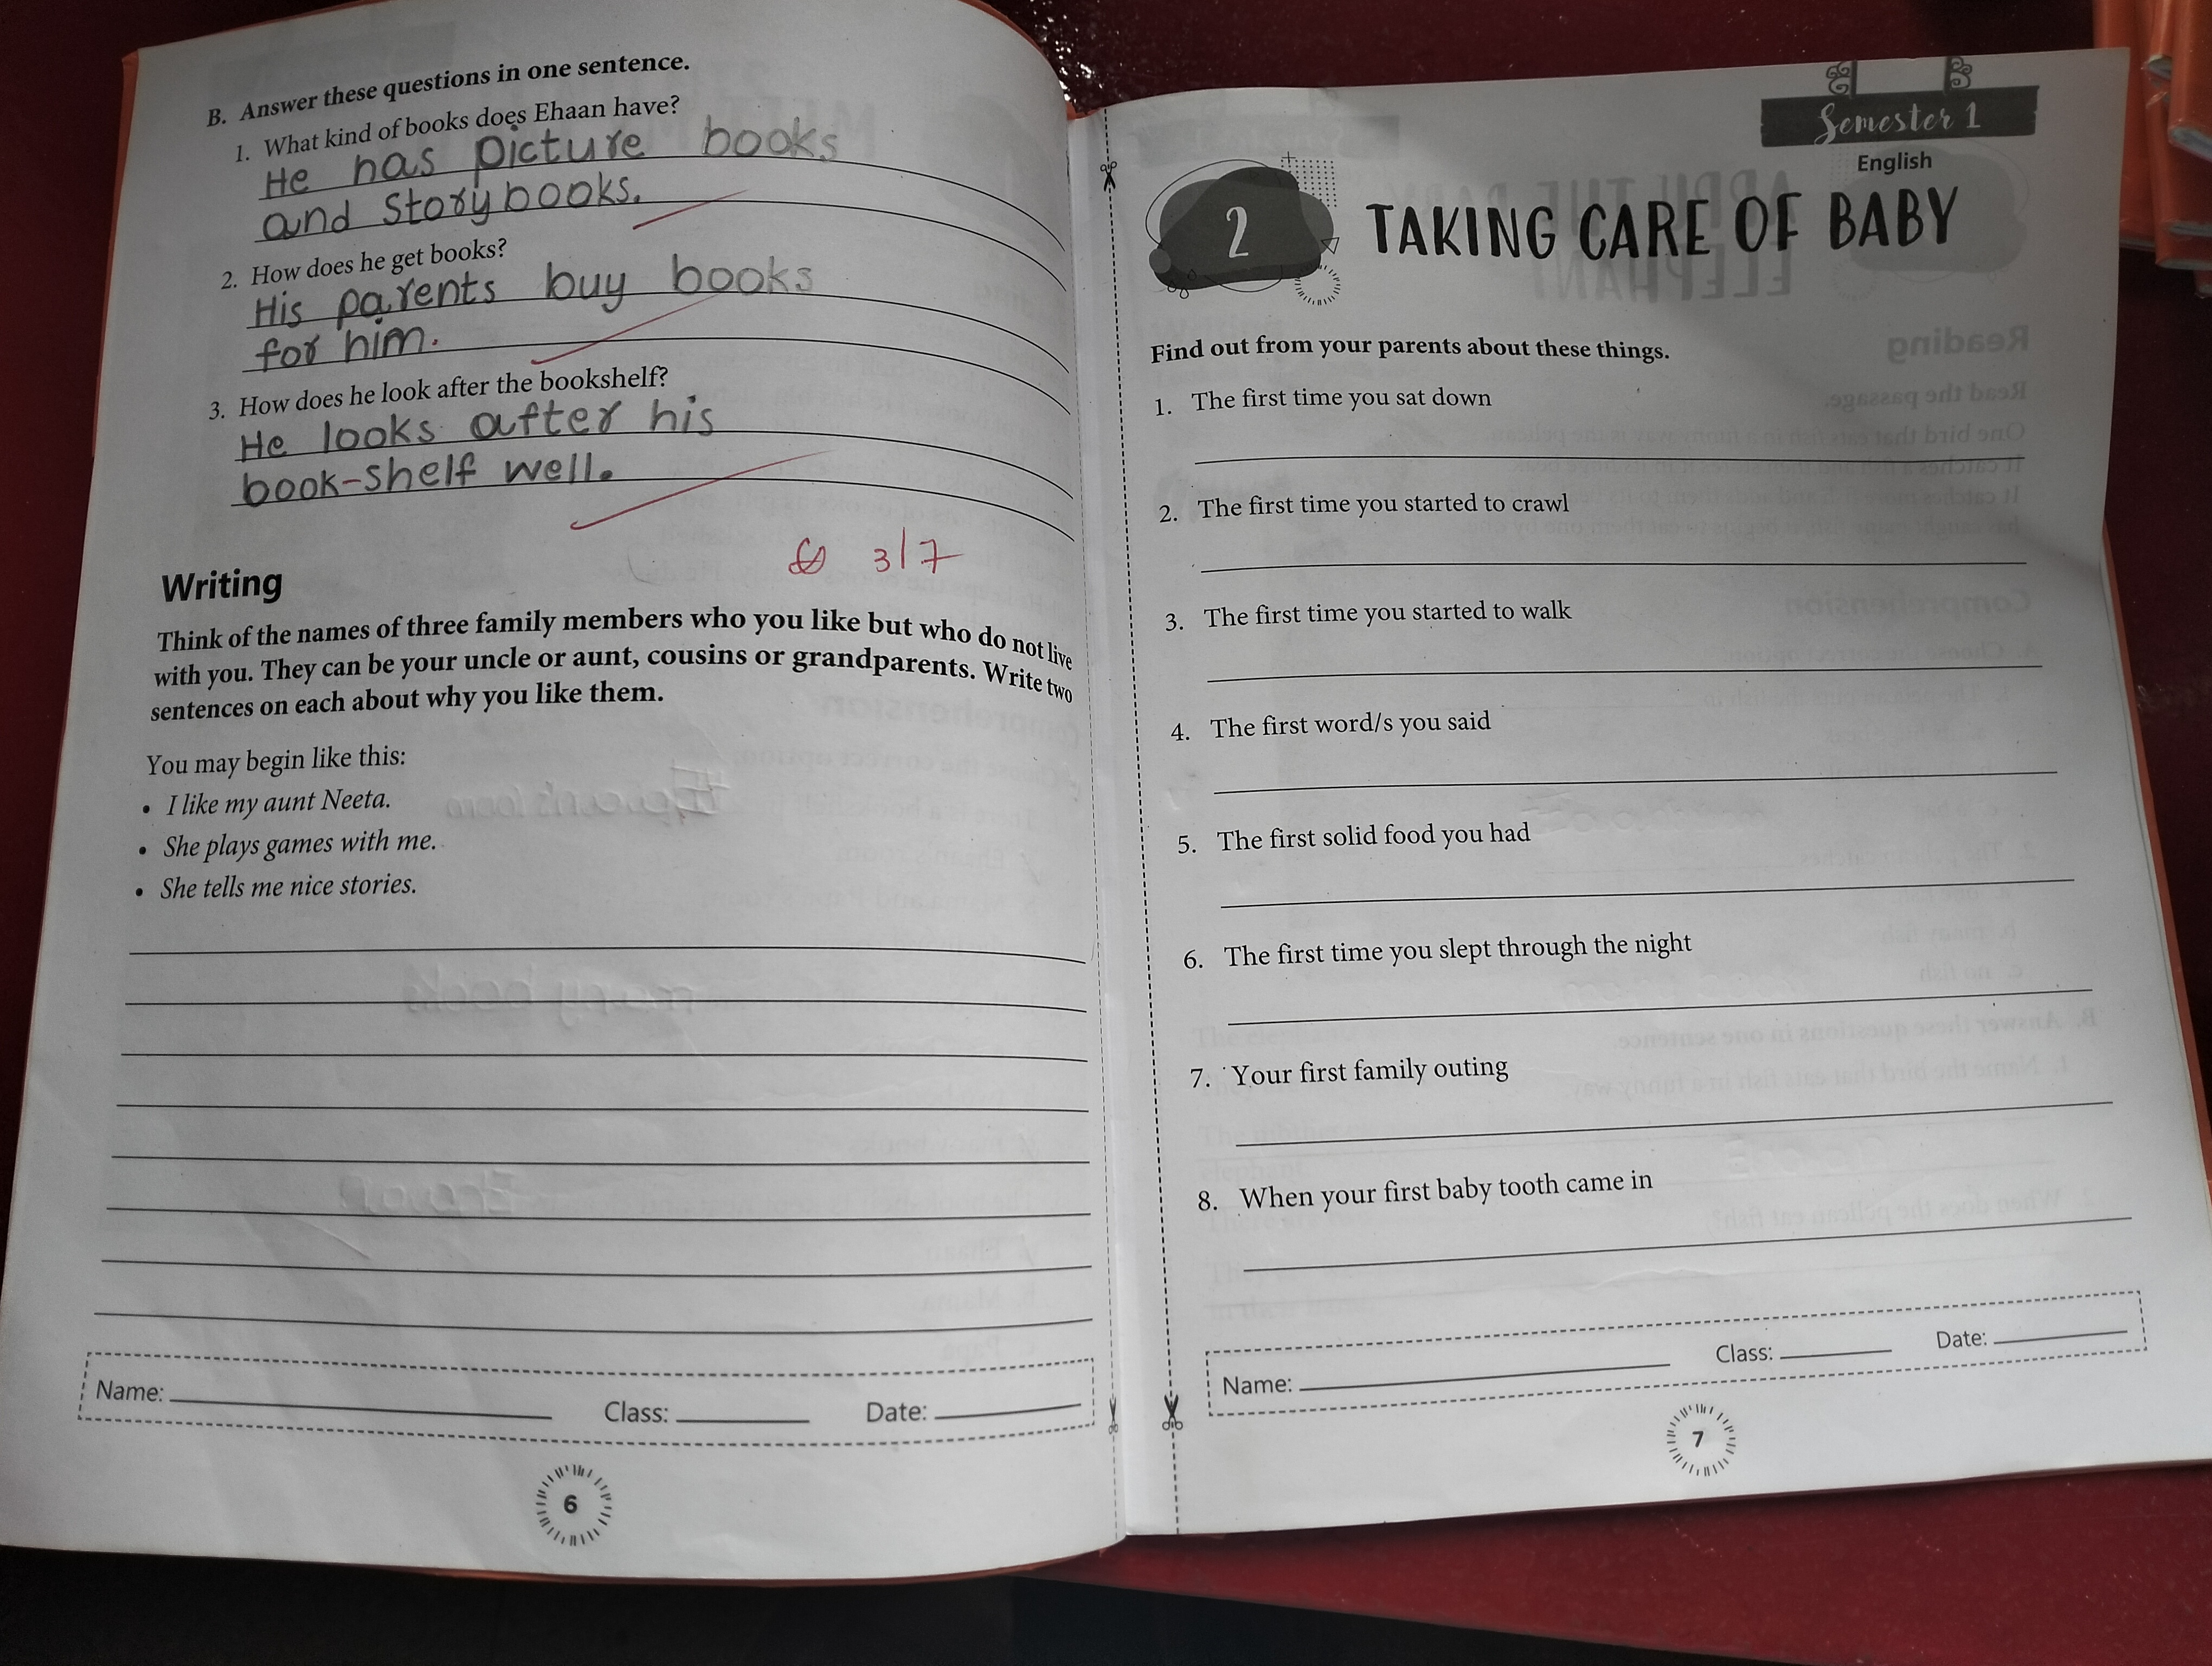 B. Answer these questions in one sentence.
1. What kind of books does Ehaan have?
He has picture books
and Storybooks.
2. How does he get books?
His parents buy books
for him.
3. How does he look after the bookshelf?
He looks after his
book-shelf well.
3/7
Writing
Think of the names of three family members who you like but who do not live
with you. They can be your uncle or aunt, cousins or grandparents. Write two
sentences on each about why you like them.
You may begin like this:
• I like my aunt Neeta.
• She plays games with me.
• She tells me nice stories.
Name: Class: Date:
6
Semester 1
English
2 TAKING CARE OF BABY
Find out from your parents about these things.
1. The first time you sat down
2. The first time you started to crawl
3. The first time you started to walk
4. The first word/s you said
5. The first solid food you had
6. The first time you slept through the night
7. Your first family outing
8. When your first baby tooth came in
Name: Class: Date:
7